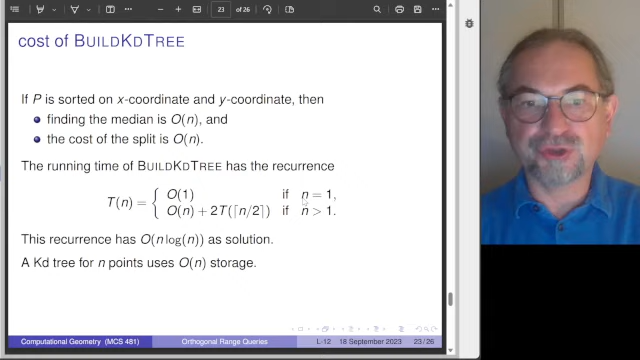 23 of 26
cost of BUILDKDTREE
If P is sorted on x-coordinate and y-coordinate, then
finding the median is O(n), and
the cost of the split is O(n).
The running time of BUILDKDTREE has the recurrence
T(n) = { O(1) if n = 1,
O(n) + 2T(⌈n/2⌉) if n > 1.
This recurrence has O(n log(n)) as solution.
A Kd tree for n points uses O(n) storage.
Computational Geometry (MCS 481) Orthogonal Range Queries L-12 18 September 2023 23 / 26